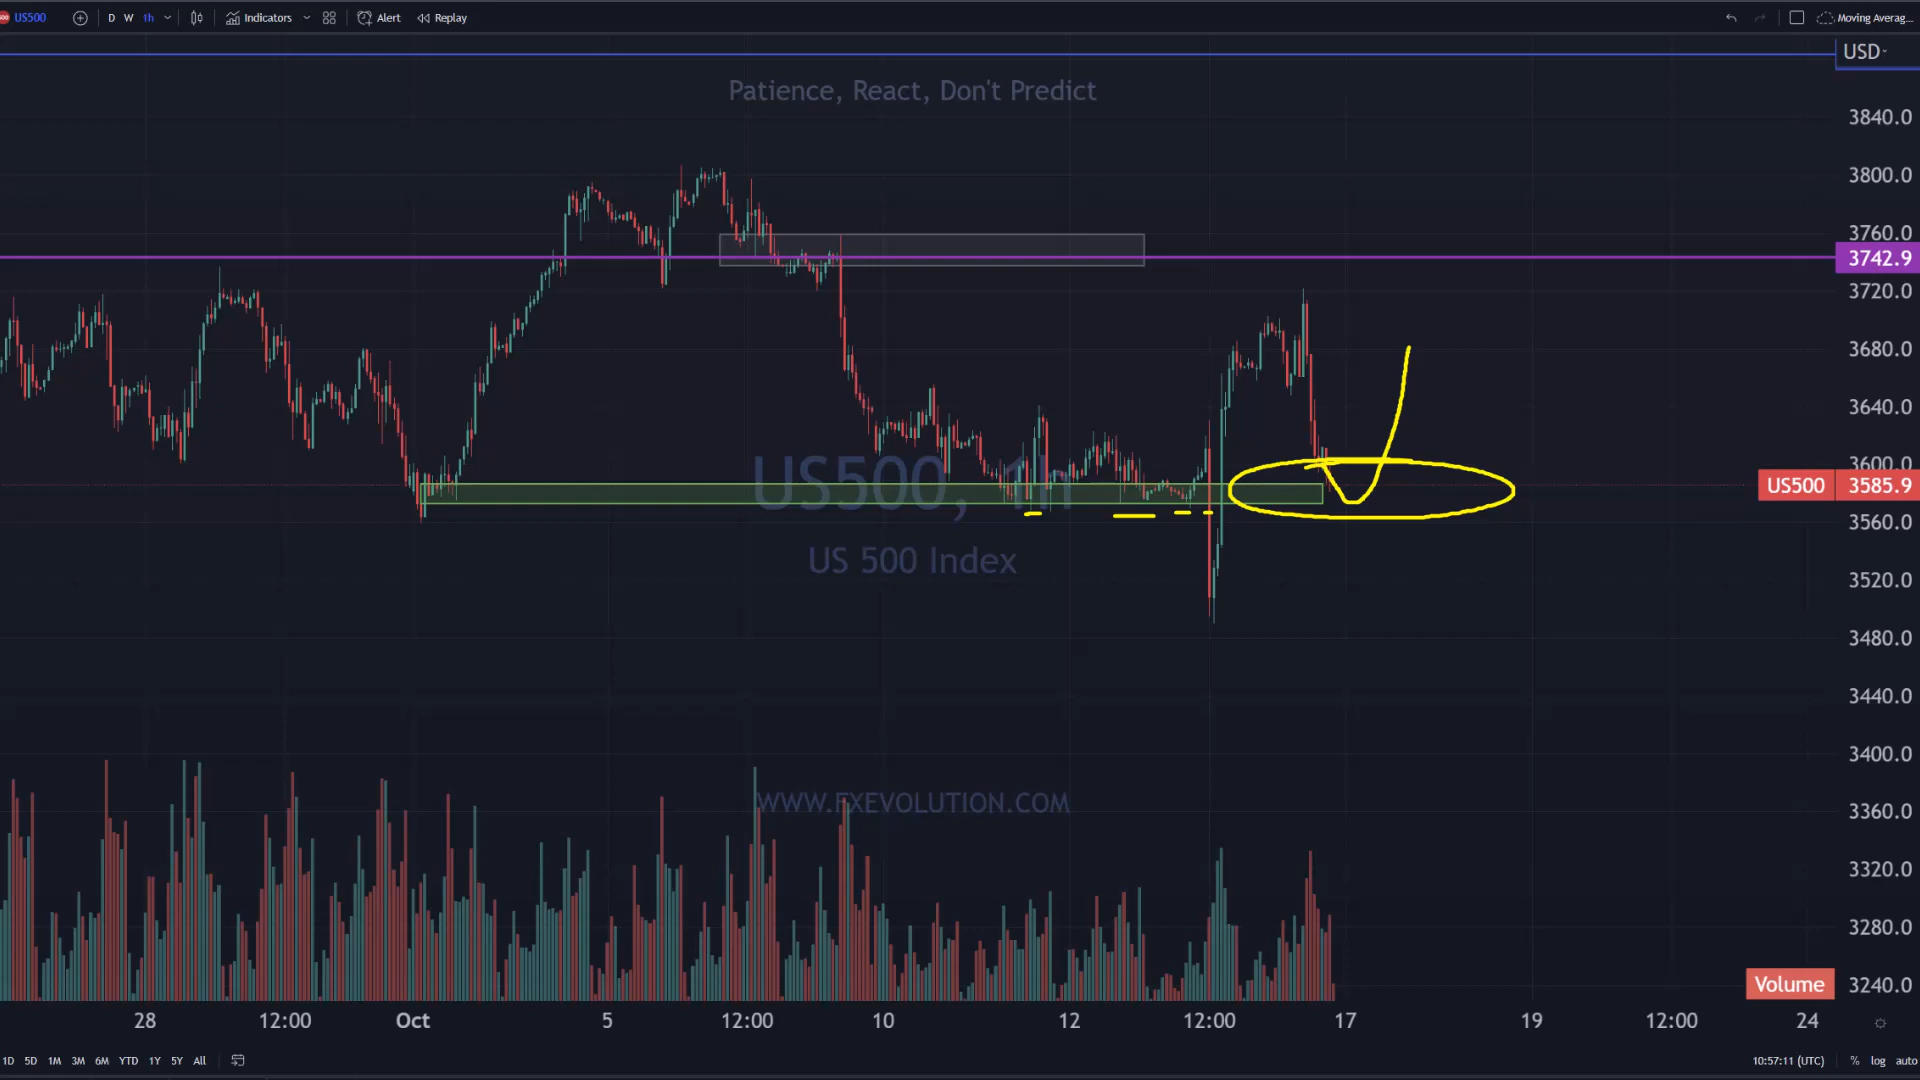 US500 D W 1h Indicators Alert Replay Moving Averag...
USD
Patience, React, Don't Predict
3840.0
3800.0
3760.0
3742.9
3720.0
3680.0
3640.0
3600.0
US500, 1h
US500 3585.9
3560.0
US 500 Index
3520.0
3480.0
3440.0
3400.0
WWW.FXEVOLUTION.COM
3360.0
3320.0
3280.0
Volume 3240.0
28 12:00 Oct 5 12:00 10 12 12:00 17 19 12:00 24
1D 5D 1M 3M 6M YTD 1Y 5Y All 10:57:11 (UTC) % log auto